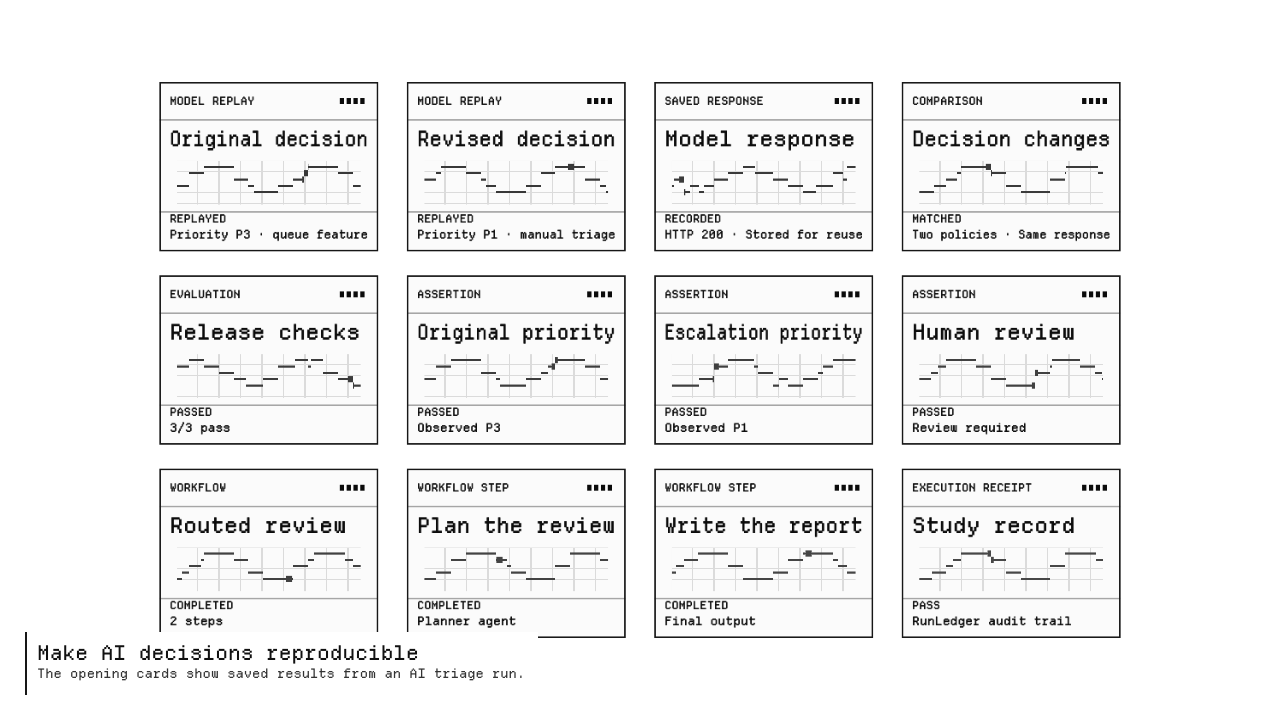 MODEL REPLAY
Original decision
REPLAYED
Priority P3 · queue feature
MODEL REPLAY
Revised decision
REPLAYED
Priority P1 · manual triage
SAVED RESPONSE
Model response
RECORDED
HTTP 200 · Stored for reuse
COMPARISON
Decision changes
MATCHED
Two policies · Same response
EVALUATION
Release checks
PASSED
3/3 pass
ASSERTION
Original priority
PASSED
Observed P3
ASSERTION
Escalation priority
PASSED
Observed P1
ASSERTION
Human review
PASSED
Review required
WORKFLOW
Routed review
COMPLETED
2 steps
WORKFLOW STEP
Plan the review
COMPLETED
Planner agent
WORKFLOW STEP
Write the report
COMPLETED
Final output
EXECUTION RECEIPT
Study record
PASS
RunLedger audit trail
Make AI decisions reproducible
The opening cards show saved results from an AI triage run.